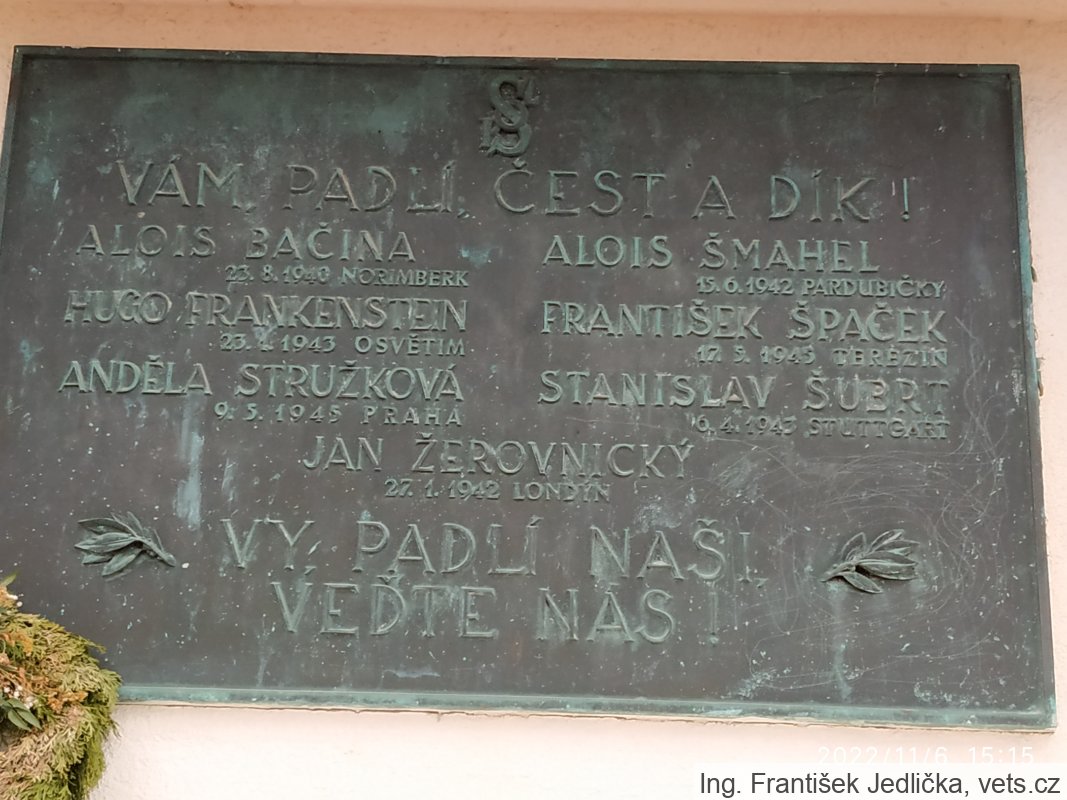 VÁM, PADLÍ, ČEST A DÍK!
ALOIS BAČINA
23.8.1940 NORIMBERK
HUGO FRANKENSTEIN
23.4.1943 OSVĚTIM
ANDĚLA STRUŽKOVÁ
9.5.1945 PRAHA
ALOIS ŠMAHEL
15.6.1942 PARDUBIČKY
FRANTIŠEK ŠPAČEK
17.5.1945 TEREZÍN
STANISLAV ŠUBRT
6.4.1943 STUTTGART
JAN ŽEROVNICKÝ
27.1.1942 LONDÝN
VY, PADLÍ NAŠI,
VEĎTE NÁS!
2022/11/6 15:15
Ing. František Jedlička, vets.cz